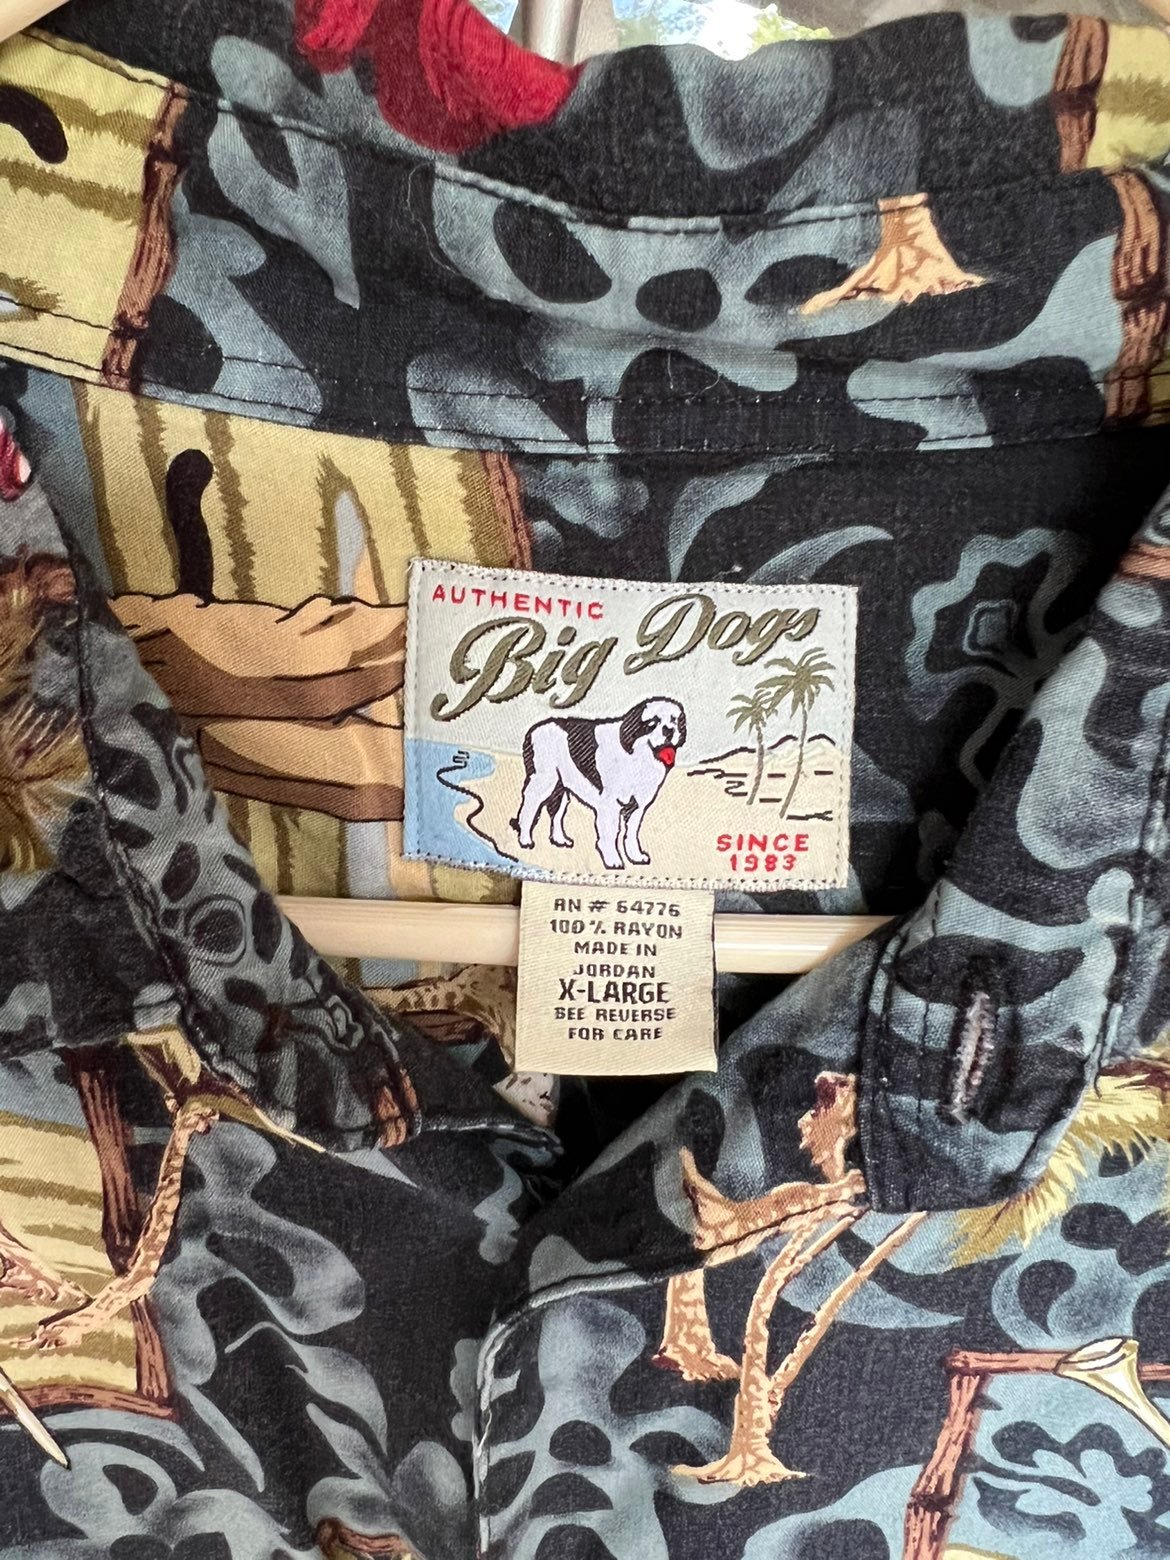 AUTHENTIC
Big Dogs
SINCE
1983
RN # 64776
100% RAYON
MADE IN
JORDAN
X-LARGE
SEE REVERSE
FOR CARE